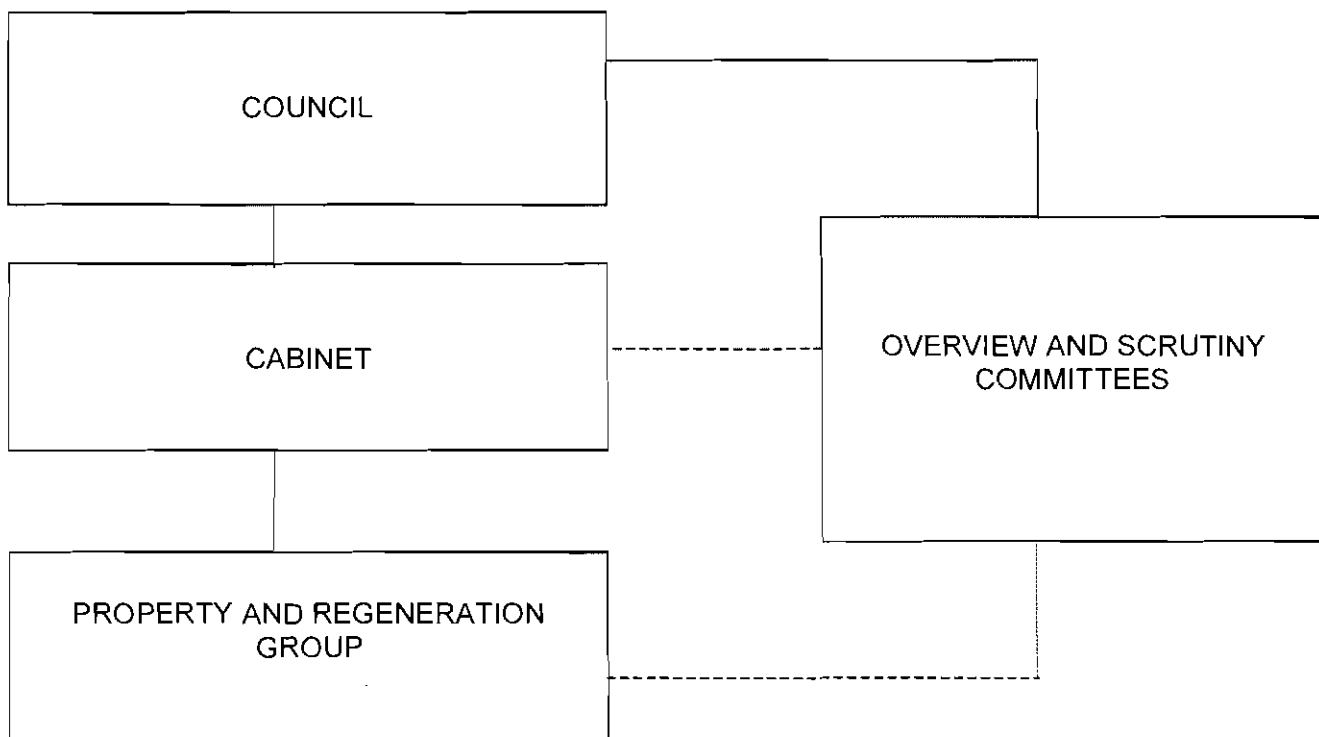 COUNCIL
CABINET
OVERVIEW AND SCRUTINY
COMMITTEES
PROPERTY AND REGENERATION
GROUP